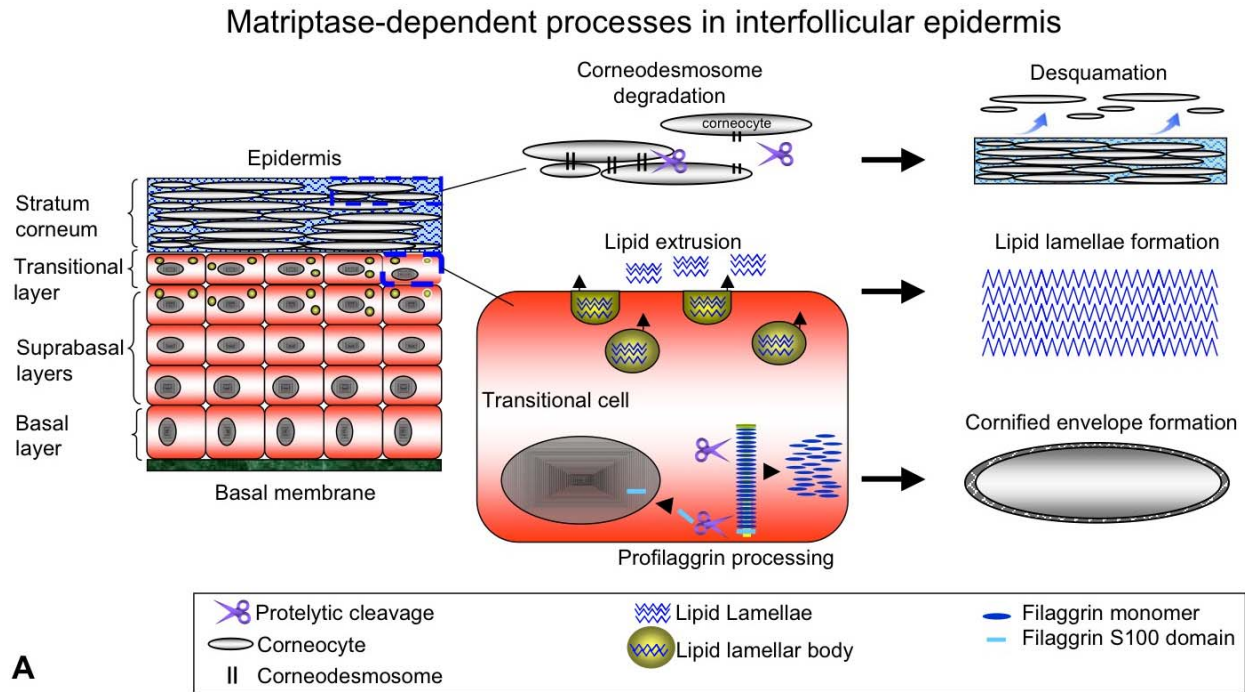 Matriptase-dependent processes in interfollicular epidermis
Corneodesmosome
degradation
Desquamation
corneocyte
Epidermis
Stratum
corneum
Transitional
layer
Suprabasal
layers
Basal
layer
Basal membrane
Lipid extrusion
Lipid lamellae formation
Transitional cell
Cornified envelope formation
Profilaggrin processing
Protelytic cleavage
Corneocyte
Corneodesmosome
Lipid Lamellae
Lipid lamellar body
Filaggrin monomer
Filaggrin S100 domain
A